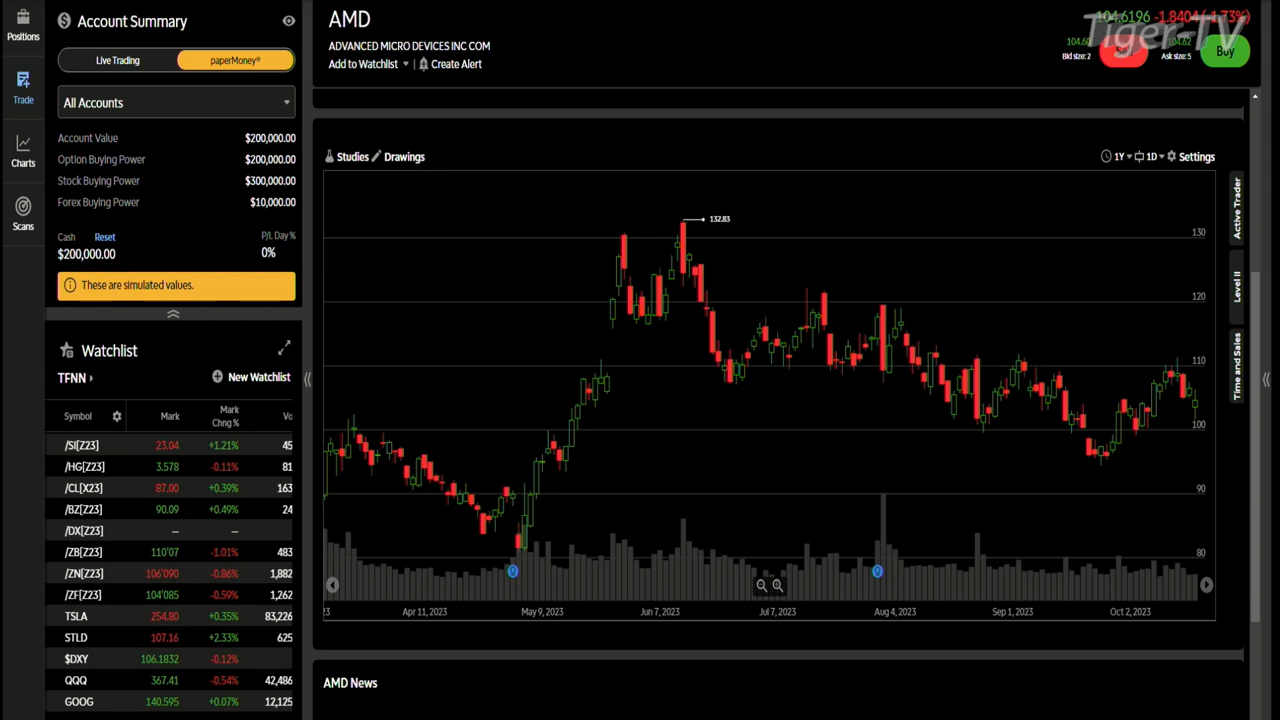 Positions
Trade
Charts
Scans
Account Summary
Live Trading
paperMoney®
All Accounts
Account Value $200,000.00
Option Buying Power $200,000.00
Stock Buying Power $300,000.00
Forex Buying Power $10,000.00
Cash Reset P/L Day %
$200,000.00 0%
These are simulated values.
Watchlist
TFNN New Watchlist
Symbol Mark Mark Chng % Vo
/SI[Z23] 23.04 +1.21% 45
/HG[Z23] 3.578 -0.11% 81
/CL[X23] 87.00 +0.39% 163
/BZ[Z23] 90.09 +0.49% 24
/DX[Z23] — —
/ZB[Z23] 110'07 -1.01% 483
/ZN[Z23] 106'090 -0.86% 1,882
/ZF[Z23] 104'085 -0.59% 1,262
TSLA 254.80 +0.35% 83,226
STLD 107.16 +2.33% 625
$DXY 106.1832 -0.12%
QQQ 367.41 -0.54% 42,486
GOOG 140.595 +0.07% 12,125
AMD
ADVANCED MICRO DEVICES INC COM
Add to Watchlist | Create Alert
104.6196 -1.8404 (-1.73%)
Tiger-TV
104.60
Bid size: 2
104.62
Ask size: 5
Buy
Studies Drawings
1Y 1D Settings
132.83
130
120
110
100
90
80
Apr 11, 2023 May 9, 2023 Jun 7, 2023 Jul 7, 2023 Aug 4, 2023 Sep 1, 2023 Oct 2, 2023
Active Trader
Level II
Time and Sales
AMD News